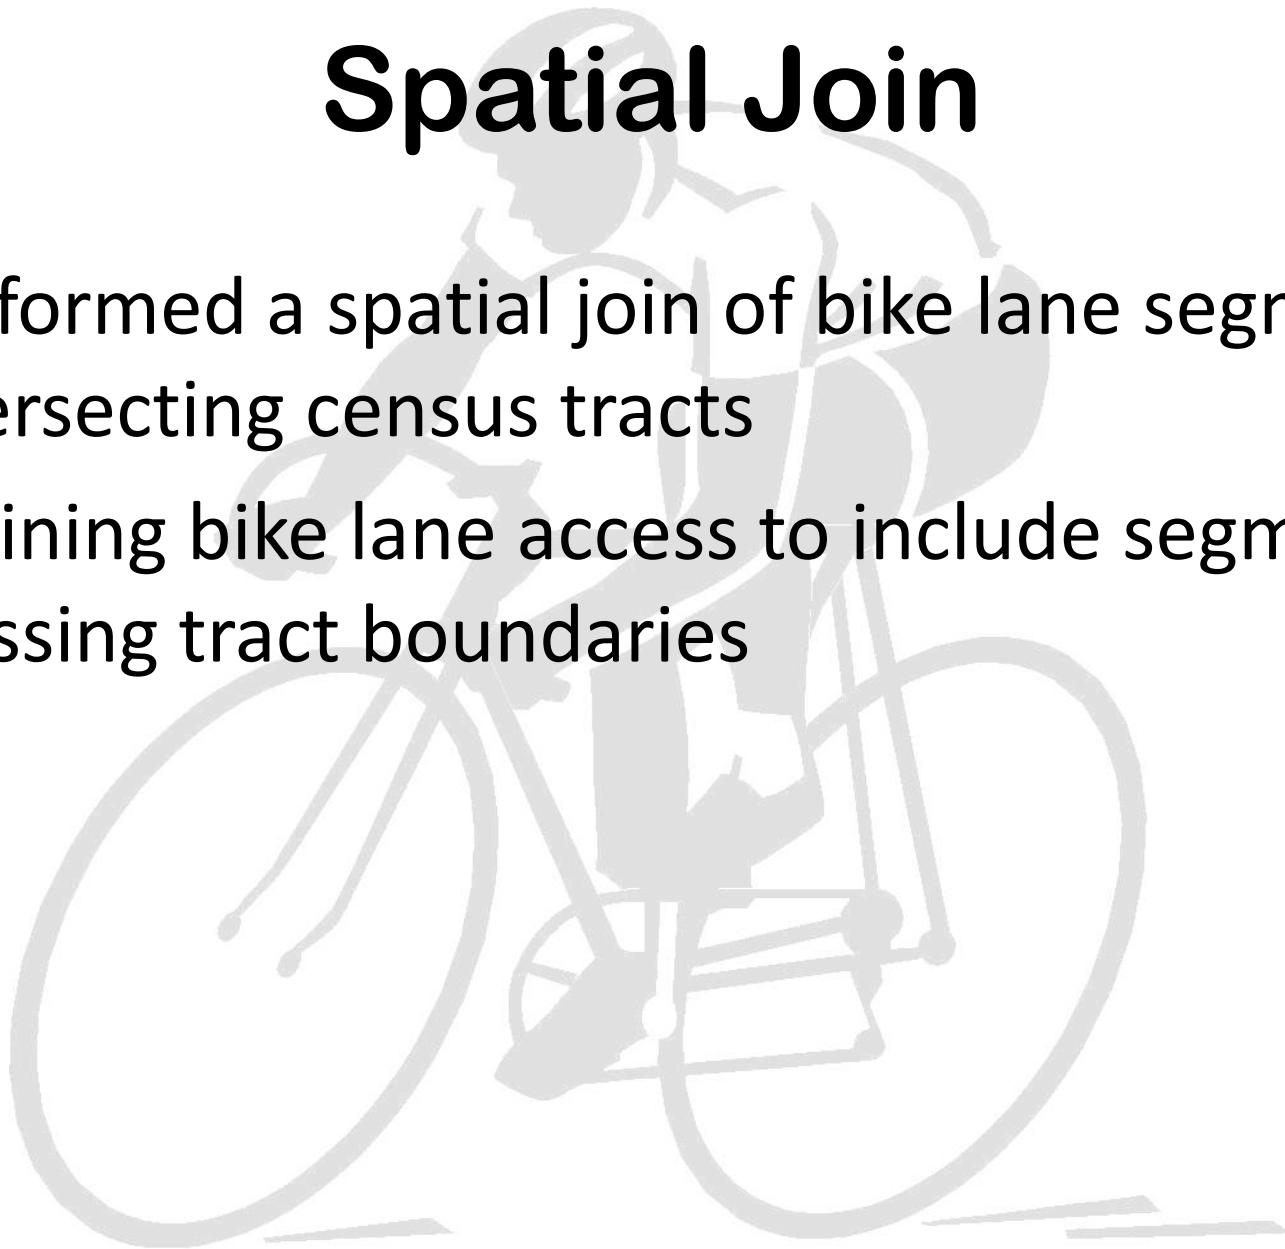 Spatial Join
formed a spatial join of bike lane segm
ersecting census tracts
ining bike lane access to include segm
ssing tract boundaries